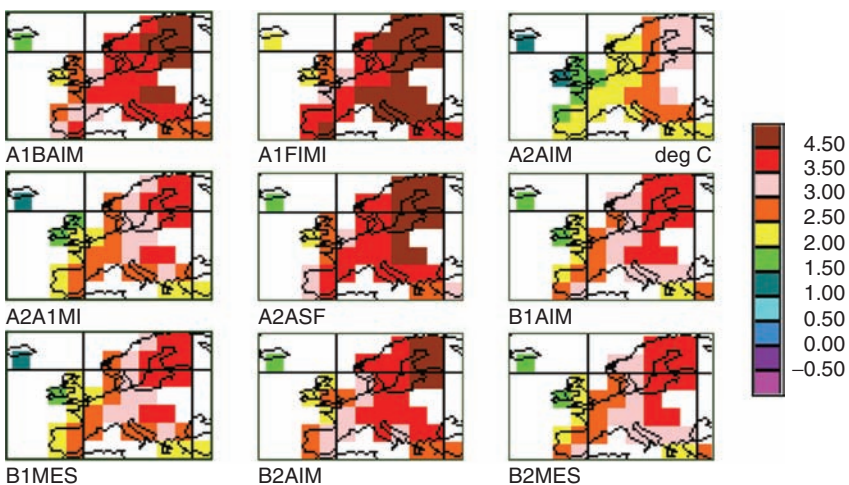 A1BAIM
A1FIMI
A2AIM deg C
4.50
3.50
3.00
2.50
2.00
1.50
1.00
0.50
0.00
−0.50
A2A1MI
A2ASF
B1AIM
B1MES
B2AIM
B2MES